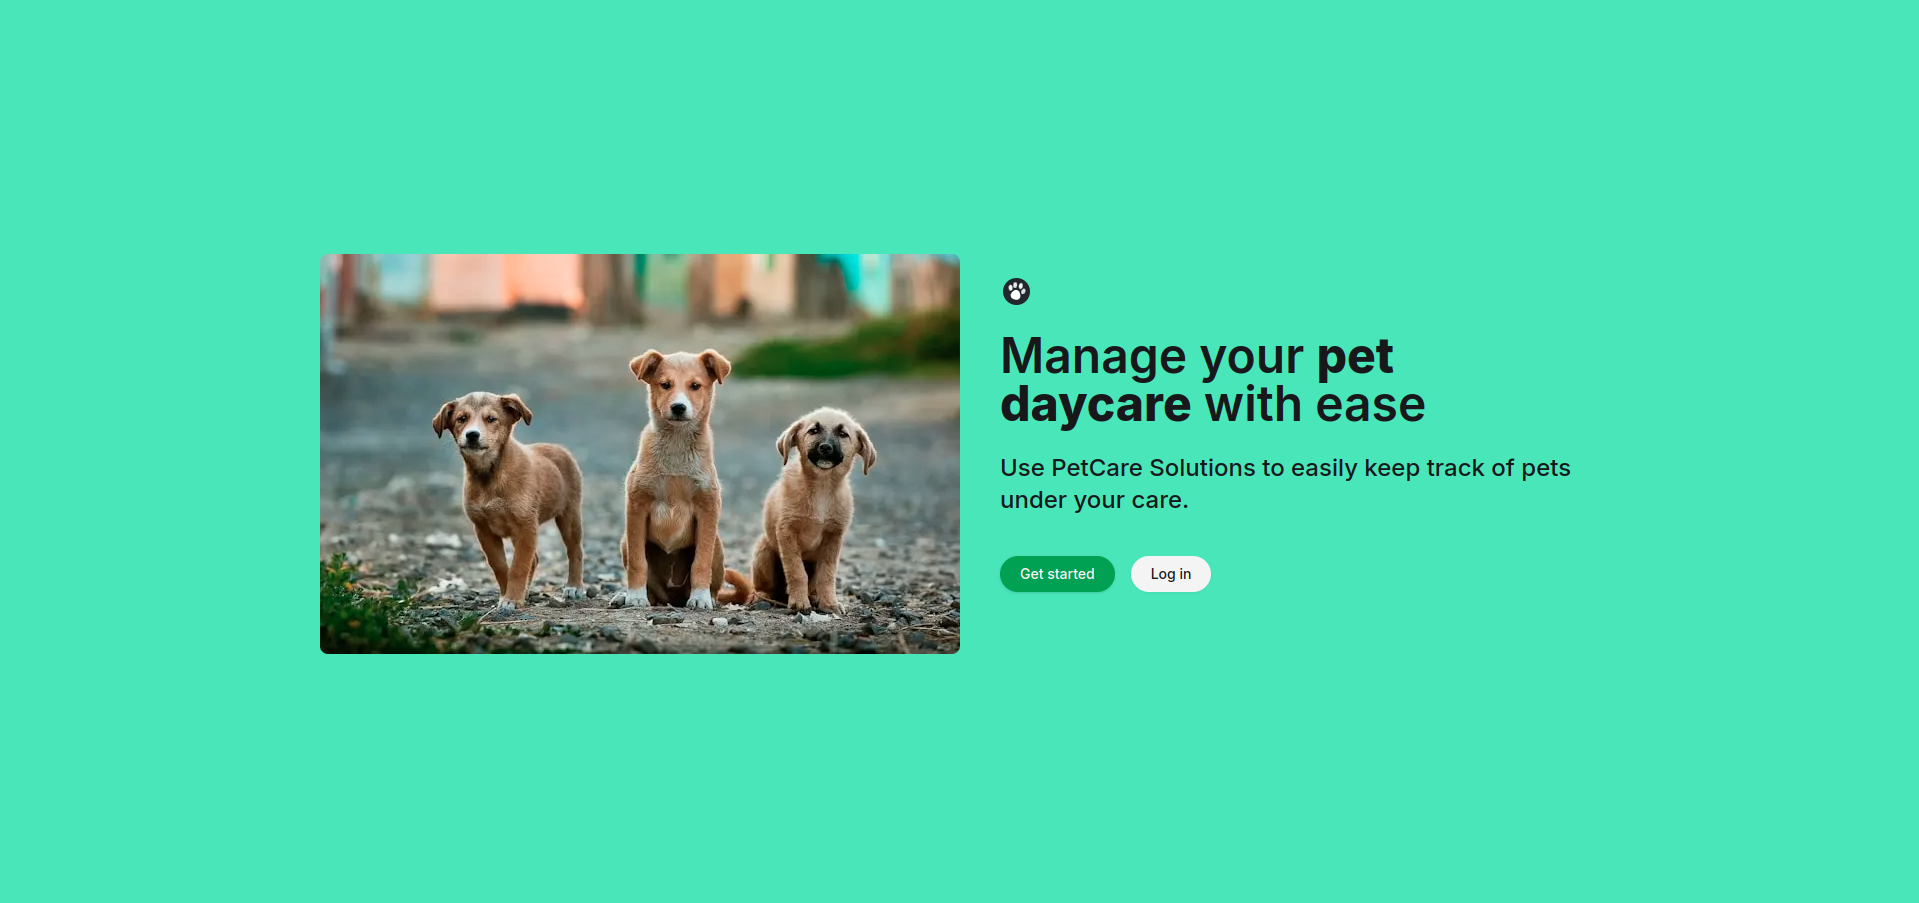 Manage your pet
daycare with ease
Use PetCare Solutions to easily keep track of pets
under your care.
Get started
Log in